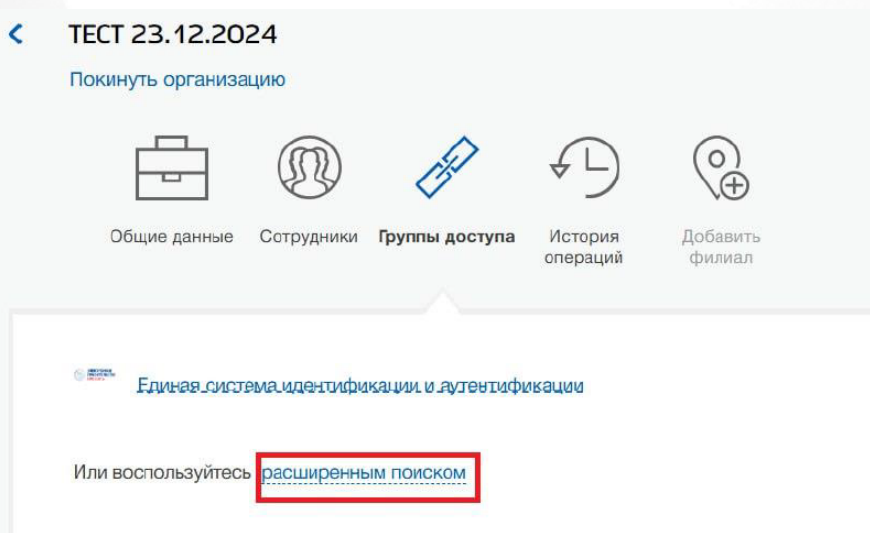 ТЕСТ 23.12.2024
Покинуть организацию
Общие данные
Сотрудники
Группы доступа
История
операций
Добавить
филиал
Единая система идентификации и аутентификации
Или воспользуйтесь расширенным поиском